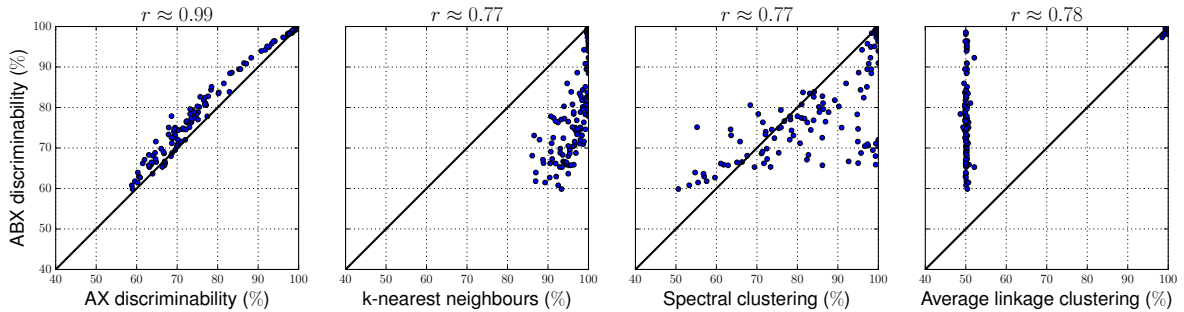 r ≈ 0.99
r ≈ 0.77
r ≈ 0.77
r ≈ 0.78
ABX discriminability (%)
100
90
80
70
60
50
40
40 50 60 70 80 90 100
40 50 60 70 80 90 100
40 50 60 70 80 90 100
40 50 60 70 80 90 100
AX discriminability (%)
k-nearest neighbours (%)
Spectral clustering (%)
Average linkage clustering (%)